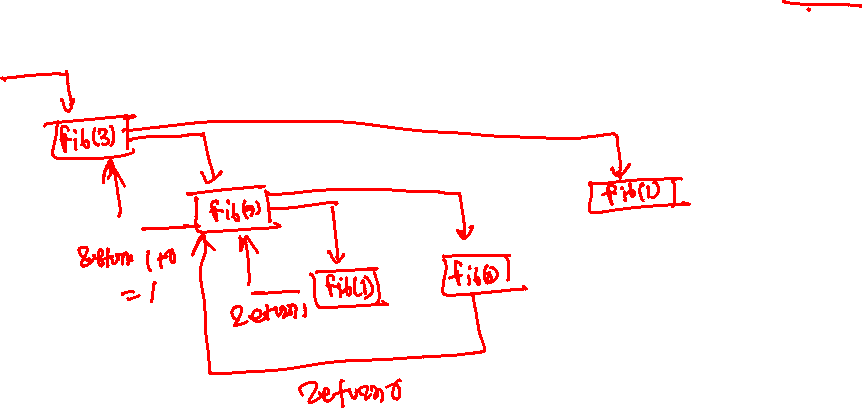 fib(3)
fib(1)
fib(2)
return 1+0
= 1
fib(1)
return 1
fib(0)
return 0